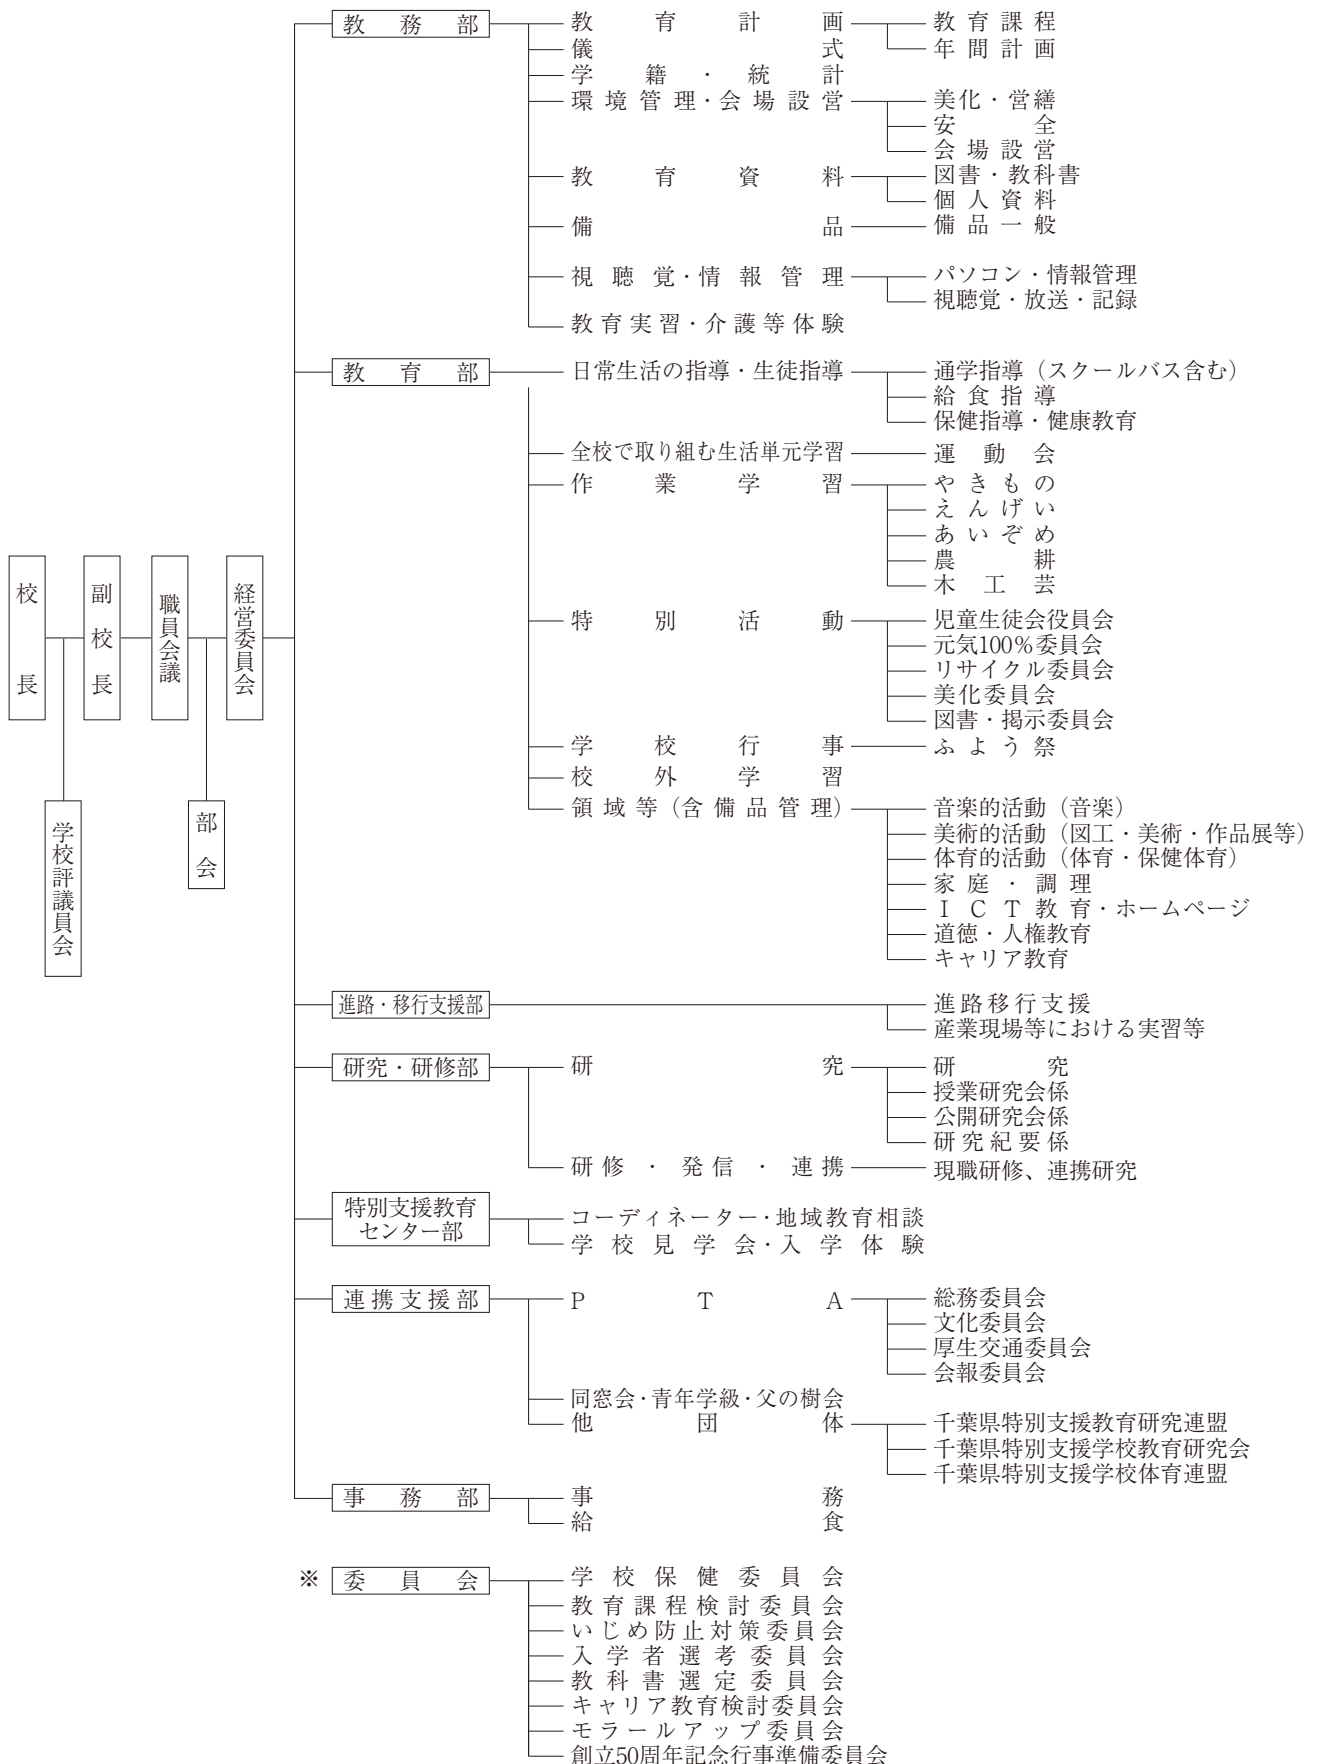 校長
学校評議員会
副校長
職員会議
部会
経営委員会
教務部
教育計画
教育課程
年間計画
儀式
学籍・統計
環境管理・会場設営
美化・営繕
安全
会場設営
教育資料
図書・教科書
個人資料
備品
備品一般
視聴覚・情報管理
パソコン・情報管理
視聴覚・放送・記録
教育実習・介護等体験
教育部
日常生活の指導・生徒指導
通学指導（スクールバス含む）
給食指導
保健指導・健康教育
全校で取り組む生活単元学習
運動会
作業学習
やきもの
えんげい
あいぞめ
農耕
木工芸
特別活動
児童生徒会役員会
元気100%委員会
リサイクル委員会
美化委員会
図書・掲示委員会
学校行事
ふよう祭
校外学習
領域等（含備品管理）
音楽的活動（音楽）
美術的活動（図工・美術・作品展等）
体育的活動（体育・保健体育）
家庭・調理
ＩＣＴ教育・ホームページ
道徳・人権教育
キャリア教育
進路・移行支援部
進路移行支援
産業現場等における実習等
研究・研修部
研究
研究
授業研究会係
公開研究会係
研究紀要係
研修・発信・連携
現職研修、連携研究
特別支援教育
センター部
コーディネーター・地域教育相談
学校見学会・入学体験
連携支援部
PTA
総務委員会
文化委員会
厚生交通委員会
会報委員会
同窓会・青年学級・父の樹会
他団体
千葉県特別支援教育研究連盟
千葉県特別支援学校教育研究会
千葉県特別支援学校体育連盟
事務部
事務
給食
※ 委員会
学校保健委員会
教育課程検討委員会
いじめ防止対策委員会
入学者選考委員会
教科書選定委員会
キャリア教育検討委員会
モラールアップ委員会
創立50周年記念行事準備委員会